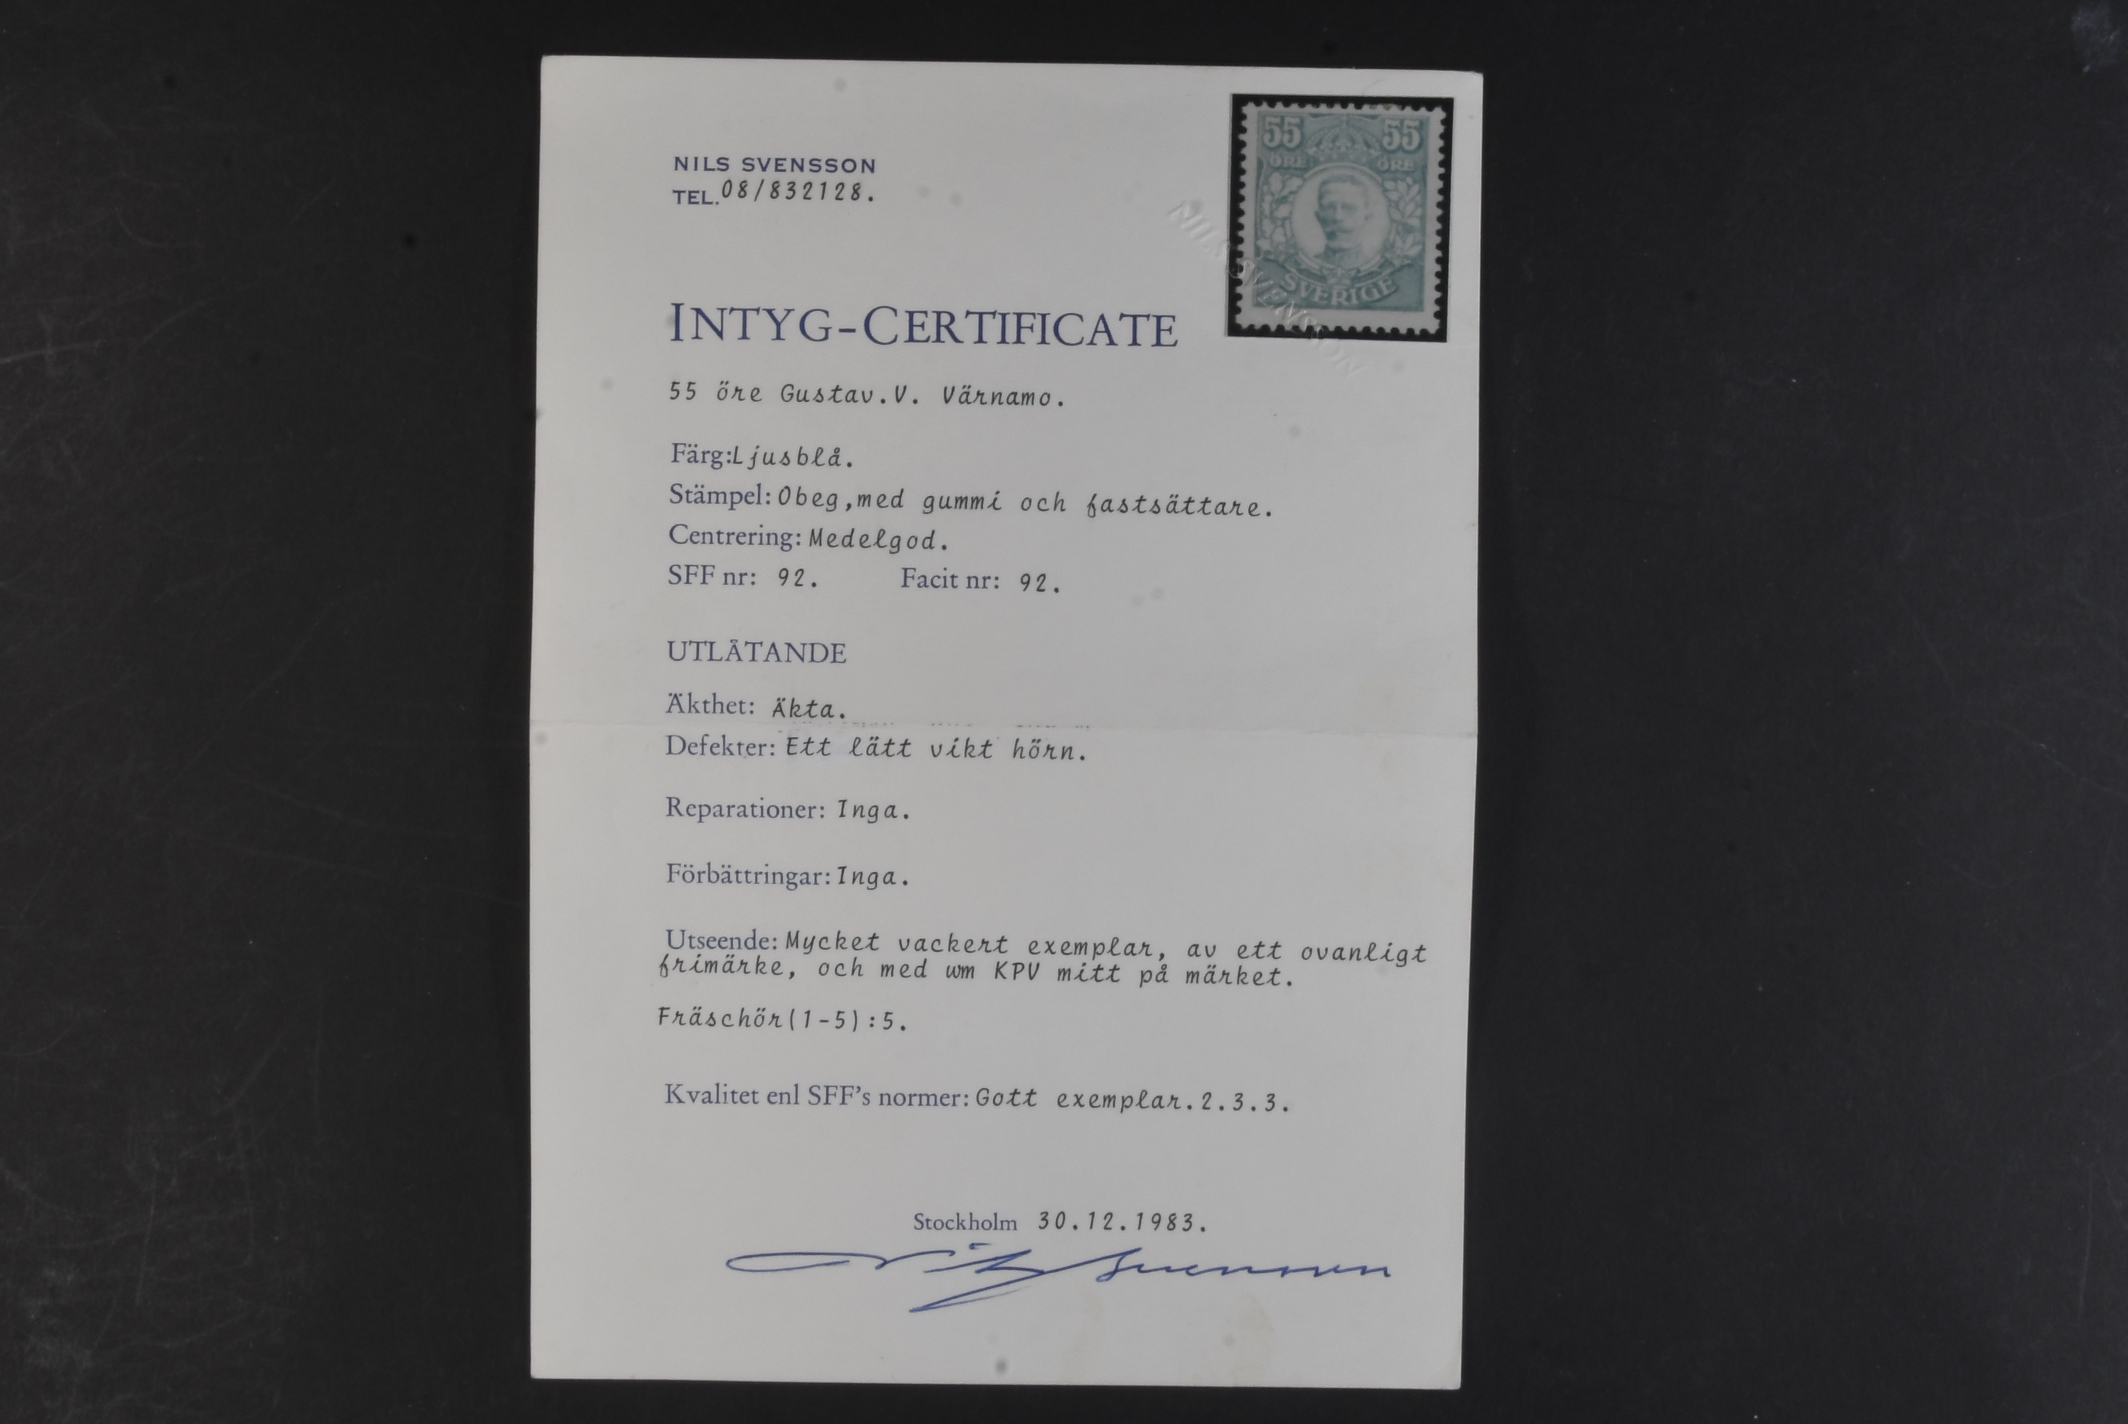 NILS SVENSSON
TEL. 08/832128.
55 55
ÖRE ÖRE
SVERIGE
NILS SVENSSON
INTYG-CERTIFICATE
55 öre Gustav.V. Värnamo.
Färg: Ljusblå.
Stämpel: Obeg,med gummi och fastsättare.
Centrering: Medelgod.
SFF nr: 92. Facit nr: 92.
UTLÅTANDE
Äkthet: Äkta.
Defekter: Ett lätt vikt hörn.
Reparationer: Inga.
Förbättringar: Inga.
Utseende: Mycket vackert exemplar, av ett ovanligt
frimärke, och med wm KPV mitt på märket.
Fräschör(1-5):5.
Kvalitet enl SFF's normer: Gott exemplar.2.3.3.
Stockholm 30.12.1983.
Nils Svensson